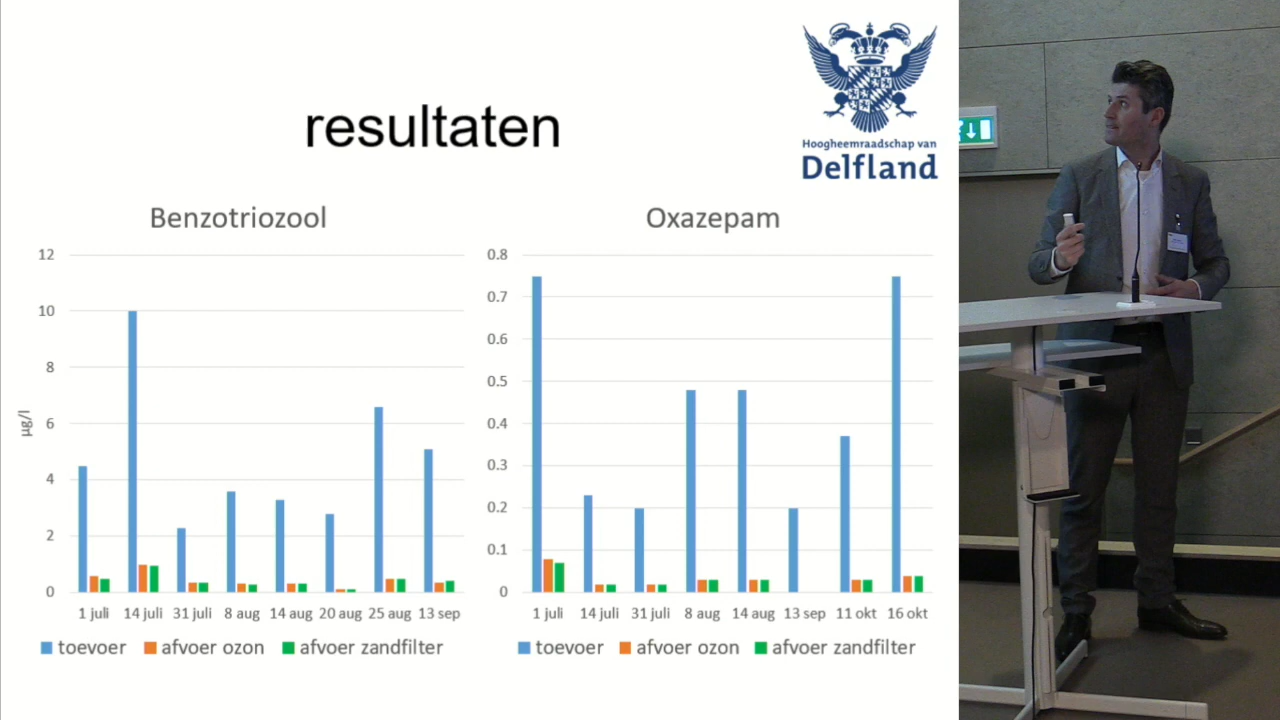 resultaten
Hoogheemraadschap van
Delfland
Benzotriozool
12
10
8
6
4
2
0
µg/l
1 juli 14 juli 31 juli 8 aug 14 aug 20 aug 25 aug 13 sep
toevoer afvoer ozon afvoer zandfilter
Oxazepam
0.8
0.7
0.6
0.5
0.4
0.3
0.2
0.1
0
1 juli 14 juli 31 juli 8 aug 14 aug 13 sep 11 okt 16 okt
toevoer afvoer ozon afvoer zandfilter